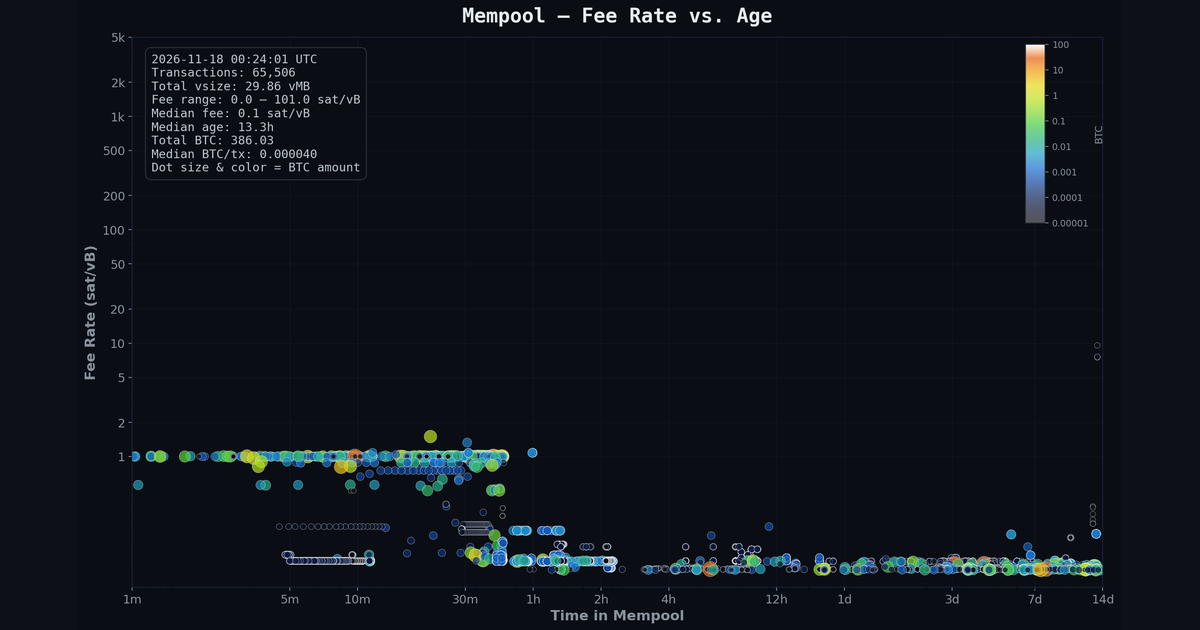 Mempool — Fee Rate vs. Age
5k
2k
1k
500
200
100
50
20
10
5
2
1
Fee Rate (sat/vB)
2026-11-18 00:24:01 UTC
Transactions: 65,506
Total vsize: 29.86 vMB
Fee range: 0.0 — 101.0 sat/vB
Median fee: 0.1 sat/vB
Median age: 13.3h
Total BTC: 386.03
Median BTC/tx: 0.000040
Dot size & color = BTC amount
100
10
1
0.1
0.01
0.001
0.0001
0.00001
BTC
1m 5m 10m 30m 1h 2h 4h 12h 1d 3d 7d 14d
Time in Mempool